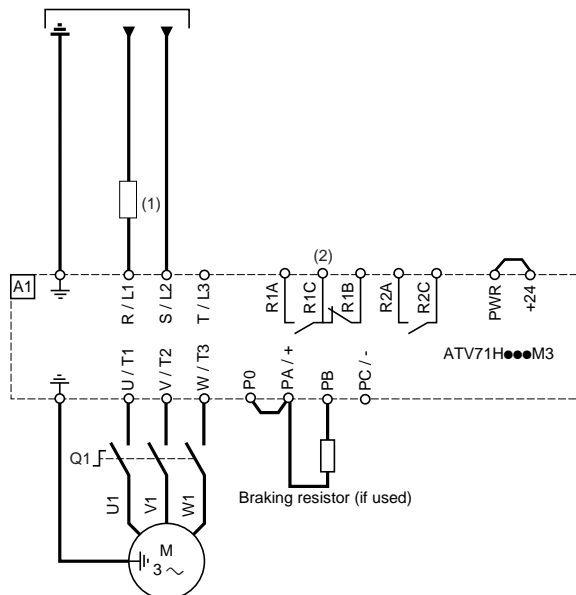 (1)
(2)
A1
R / L1
S / L2
T / L3
R1A
R1C
R1B
R2A
R2C
PWR
+24
ATV71H●●●M3
U / T1
V / T2
W / T3
P0
PA / +
PB
PC / -
Q1
U1
V1
W1
Braking resistor (if used)
M
3 ~